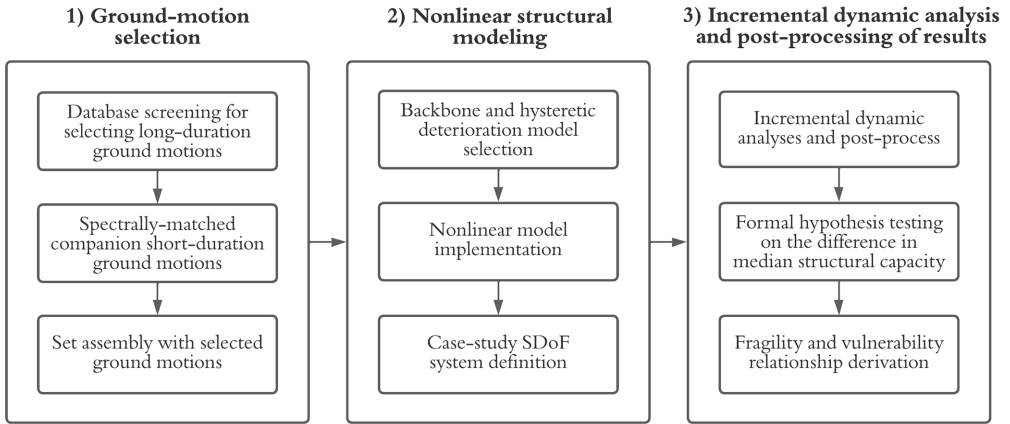 1) Ground-motion
selection
Database screening for
selecting long-duration
ground motions
Spectrally-matched
companion short-duration
ground motions
Set assembly with selected
ground motions
2) Nonlinear structural
modeling
Backbone and hysteretic
deterioration model
selection
Nonlinear model
implementation
Case-study SDoF
system definition
3) Incremental dynamic analysis
and post-processing of results
Incremental dynamic
analyses and post-process
Formal hypothesis testing
on the difference in
median structural capacity
Fragility and vulnerability
relationship derivation